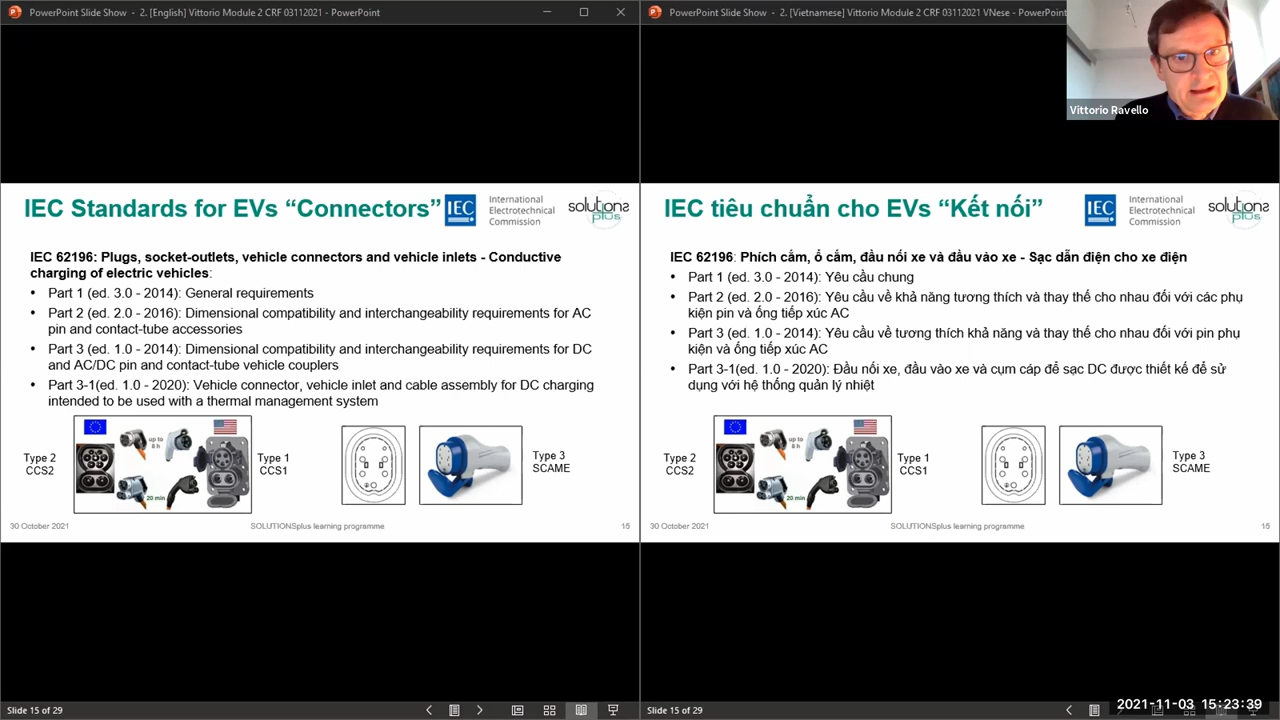 PowerPoint Slide Show - 2. [English] Vittorio Module 2 CRF 03112021 - PowerPoint
IEC Standards for EVs “Connectors”
IEC
International
Electrotechnical
Commission
solutions
plus
IEC 62196: Plugs, socket-outlets, vehicle connectors and vehicle inlets - Conductive
charging of electric vehicles:
• Part 1 (ed. 3.0 - 2014): General requirements
• Part 2 (ed. 2.0 - 2016): Dimensional compatibility and interchangeability requirements for AC
pin and contact-tube accessories
• Part 3 (ed. 1.0 - 2014): Dimensional compatibility and interchangeability requirements for DC
and AC/DC pin and contact-tube vehicle couplers
• Part 3-1(ed. 1.0 - 2020): Vehicle connector, vehicle inlet and cable assembly for DC charging
intended to be used with a thermal management system
Type 2
CCS2
up to
8 h
20 min
Type 1
CCS1
Type 3
SCAME
30 October 2021
SOLUTIONSplus learning programme
15
Slide 15 of 29
PowerPoint Slide Show - 2. [Vietnamese] Vittorio Module 2 CRF 03112021 VNese - PowerPoint
Vittorio Ravello
IEC tiêu chuẩn cho EVs “Kết nối”
IEC
International
Electrotechnical
Commission
solutions
plus
IEC 62196: Phích cắm, ổ cắm, đầu nối xe và đầu vào xe - Sạc dẫn điện cho xe điện
• Part 1 (ed. 3.0 - 2014): Yêu cầu chung
• Part 2 (ed. 2.0 - 2016): Yêu cầu về khả năng tương thích và thay thế cho nhau đối với các phụ
kiện pin và ống tiếp xúc AC
• Part 3 (ed. 1.0 - 2014): Yêu cầu về tương thích khả năng và thay thế cho nhau đối với pin phụ
kiện và ống tiếp xúc AC
• Part 3-1(ed. 1.0 - 2020): Đầu nối xe, đầu vào xe và cụm cáp để sạc DC được thiết kế để sử
dụng với hệ thống quản lý nhiệt
Type 2
CCS2
up to
8 h
20 min
Type 1
CCS1
Type 3
SCAME
30 October 2021
SOLUTIONSplus learning programme
15
Slide 15 of 29
2021-11-03 15:23:39